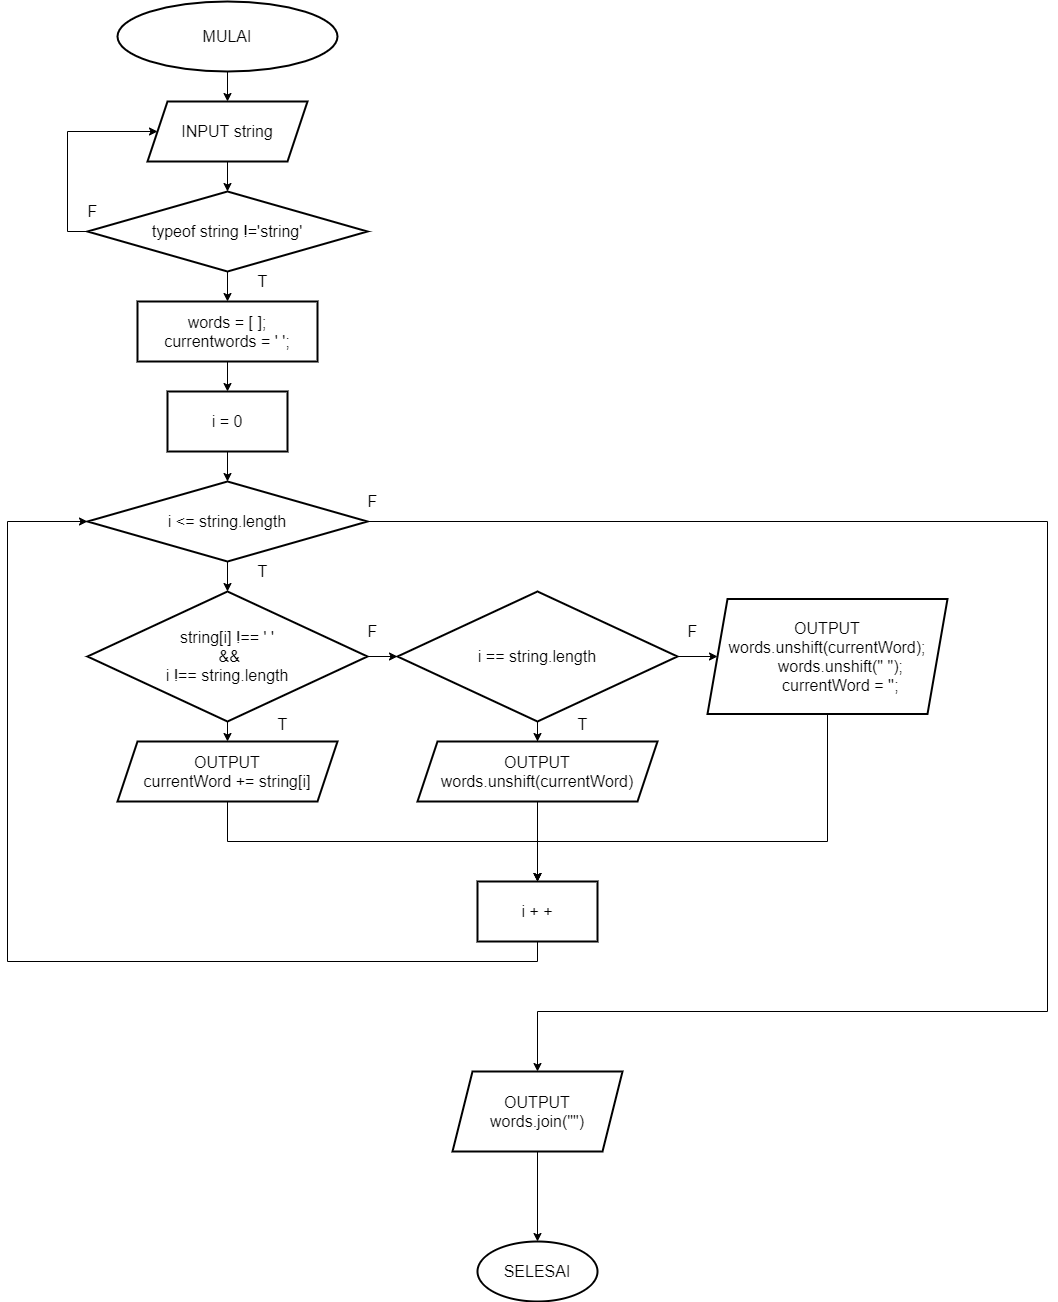 MULAI
INPUT string
F
typeof string !='string'
T
words = [ ];
currentwords = ' ';
i = 0
F
i <= string.length
T
string[i] !== ' '
&&
i !== string.length
F
i == string.length
F
OUTPUT
words.unshift(currentWord);
words.unshift(" ");
currentWord = '';
T
T
OUTPUT
currentWord += string[i]
OUTPUT
words.unshift(currentWord)
i + +
OUTPUT
words.join("")
SELESAI